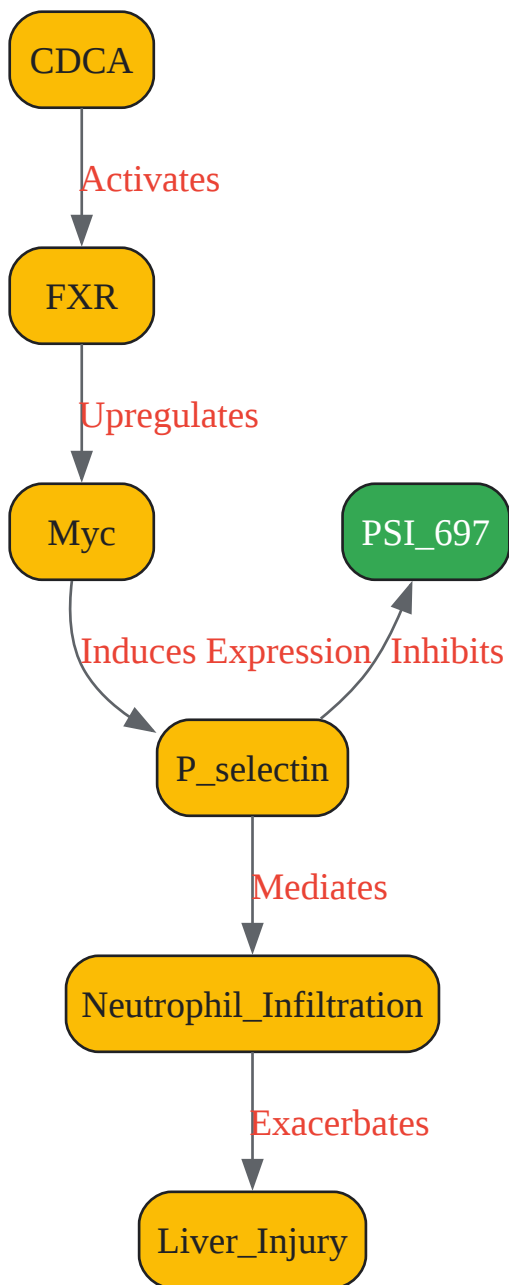 CDCA
Activates
FXR
Upregulates
Myc
PSI_697
Induces Expression
Inhibits
P_selectin
Mediates
Neutrophil_Infiltration
Exacerbates
Liver_Injury